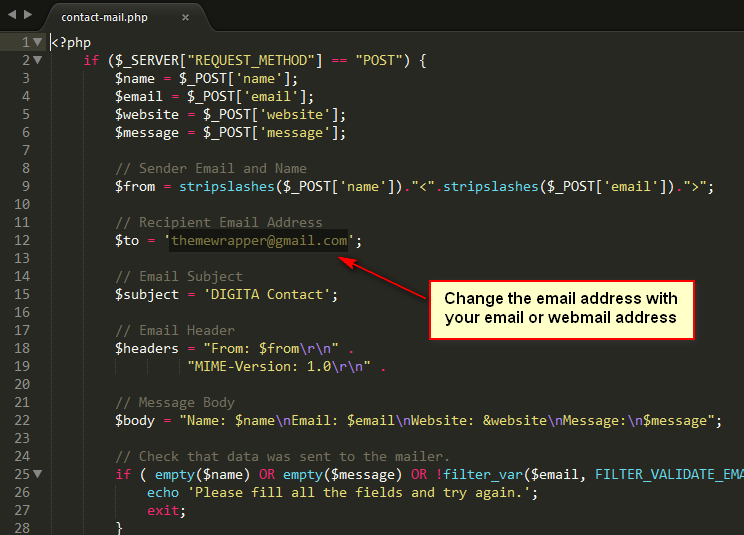 contact-mail.php ×
1 <?php
2 if ($_SERVER["REQUEST_METHOD"] == "POST") {
3 $name = $_POST['name'];
4 $email = $_POST['email'];
5 $website = $_POST['website'];
6 $message = $_POST['message'];
7
8 // Sender Email and Name
9 $from = stripslashes($_POST['name'])."<".stripslashes($_POST['email']).">";
10
11 // Recipient Email Address
12 $to = 'themewrapper@gmail.com';
13
14 // Email Subject
15 $subject = 'DIGITA Contact';
16
17 // Email Header
18 $headers = "From: $from\r\n" .
19 "MIME-Version: 1.0\r\n" .
20
21 // Message Body
22 $body = "Name: $name\nEmail: $email\nWebsite: &website\nMessage:\n$message";
23
24 // Check that data was sent to the mailer.
25 if ( empty($name) OR empty($message) OR !filter_var($email, FILTER_VALIDATE_EMA
26 echo 'Please fill all the fields and try again.';
27 exit;
28 }
Change the email address with
your email or webmail address